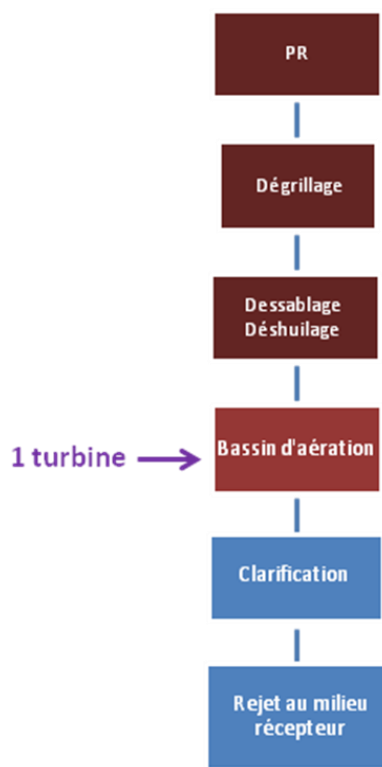 PR
Dégrillage
Dessablage
Déshuilage
1 turbine
Bassin d'aération
Clarification
Rejet au milieu
récepteur